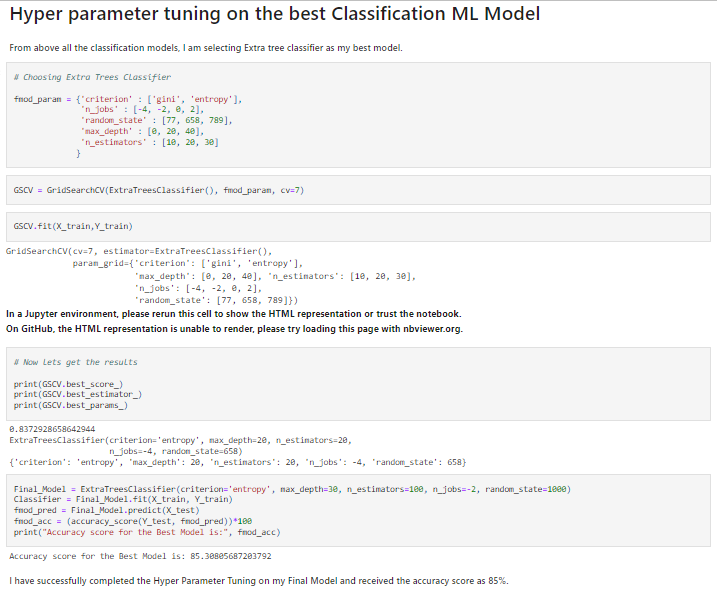 Hyper parameter tuning on the best Classification ML Model
From above all the classification models, I am selecting Extra tree classifier as my best model.
# Choosing Extra Trees Classifier
fmod_param = {'criterion' : ['gini', 'entropy'],
'n_jobs' : [-4, -2, 0, 2],
'random_state' : [77, 658, 789],
'max_depth' : [0, 20, 40],
'n_estimators' : [10, 20, 30]
}
GSCV = GridSearchCV(ExtraTreesClassifier(), fmod_param, cv=7)
GSCV.fit(X_train,Y_train)
GridSearchCV(cv=7, estimator=ExtraTreesClassifier(),
param_grid={'criterion': ['gini', 'entropy'],
'max_depth': [0, 20, 40], 'n_estimators': [10, 20, 30],
'n_jobs': [-4, -2, 0, 2],
'random_state': [77, 658, 789]})
In a Jupyter environment, please rerun this cell to show the HTML representation or trust the notebook.
On GitHub, the HTML representation is unable to render, please try loading this page with nbviewer.org.
# Now Lets get the results
print(GSCV.best_score_)
print(GSCV.best_estimator_)
print(GSCV.best_params_)
0.8372928658642944
ExtraTreesClassifier(criterion='entropy', max_depth=20, n_estimators=20,
n_jobs=-4, random_state=658)
{'criterion': 'entropy', 'max_depth': 20, 'n_estimators': 20, 'n_jobs': -4, 'random_state': 658}
Final_Model = ExtraTreesClassifier(criterion='entropy', max_depth=30, n_estimators=100, n_jobs=-2, random_state=1000)
Classifier = Final_Model.fit(X_train, Y_train)
fmod_pred = Final_Model.predict(X_test)
fmod_acc = (accuracy_score(Y_test, fmod_pred))*100
print("Accuracy score for the Best Model is:", fmod_acc)
Accuracy score for the Best Model is: 85.30805687203792
I have successfully completed the Hyper Parameter Tuning on my Final Model and received the accuracy score as 85%.